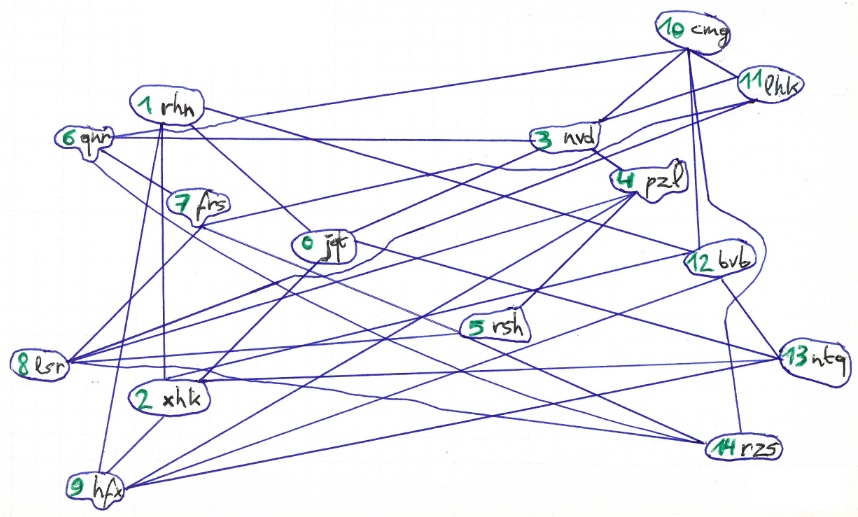 10 cmg
11 lhk
1 rhn
6 qnr
3 nvd
4 pzl
7 frs
0 jqt
12 bvb
5 rsh
8 lsr
13 ntq
2 xhk
14 rzs
9 hfx